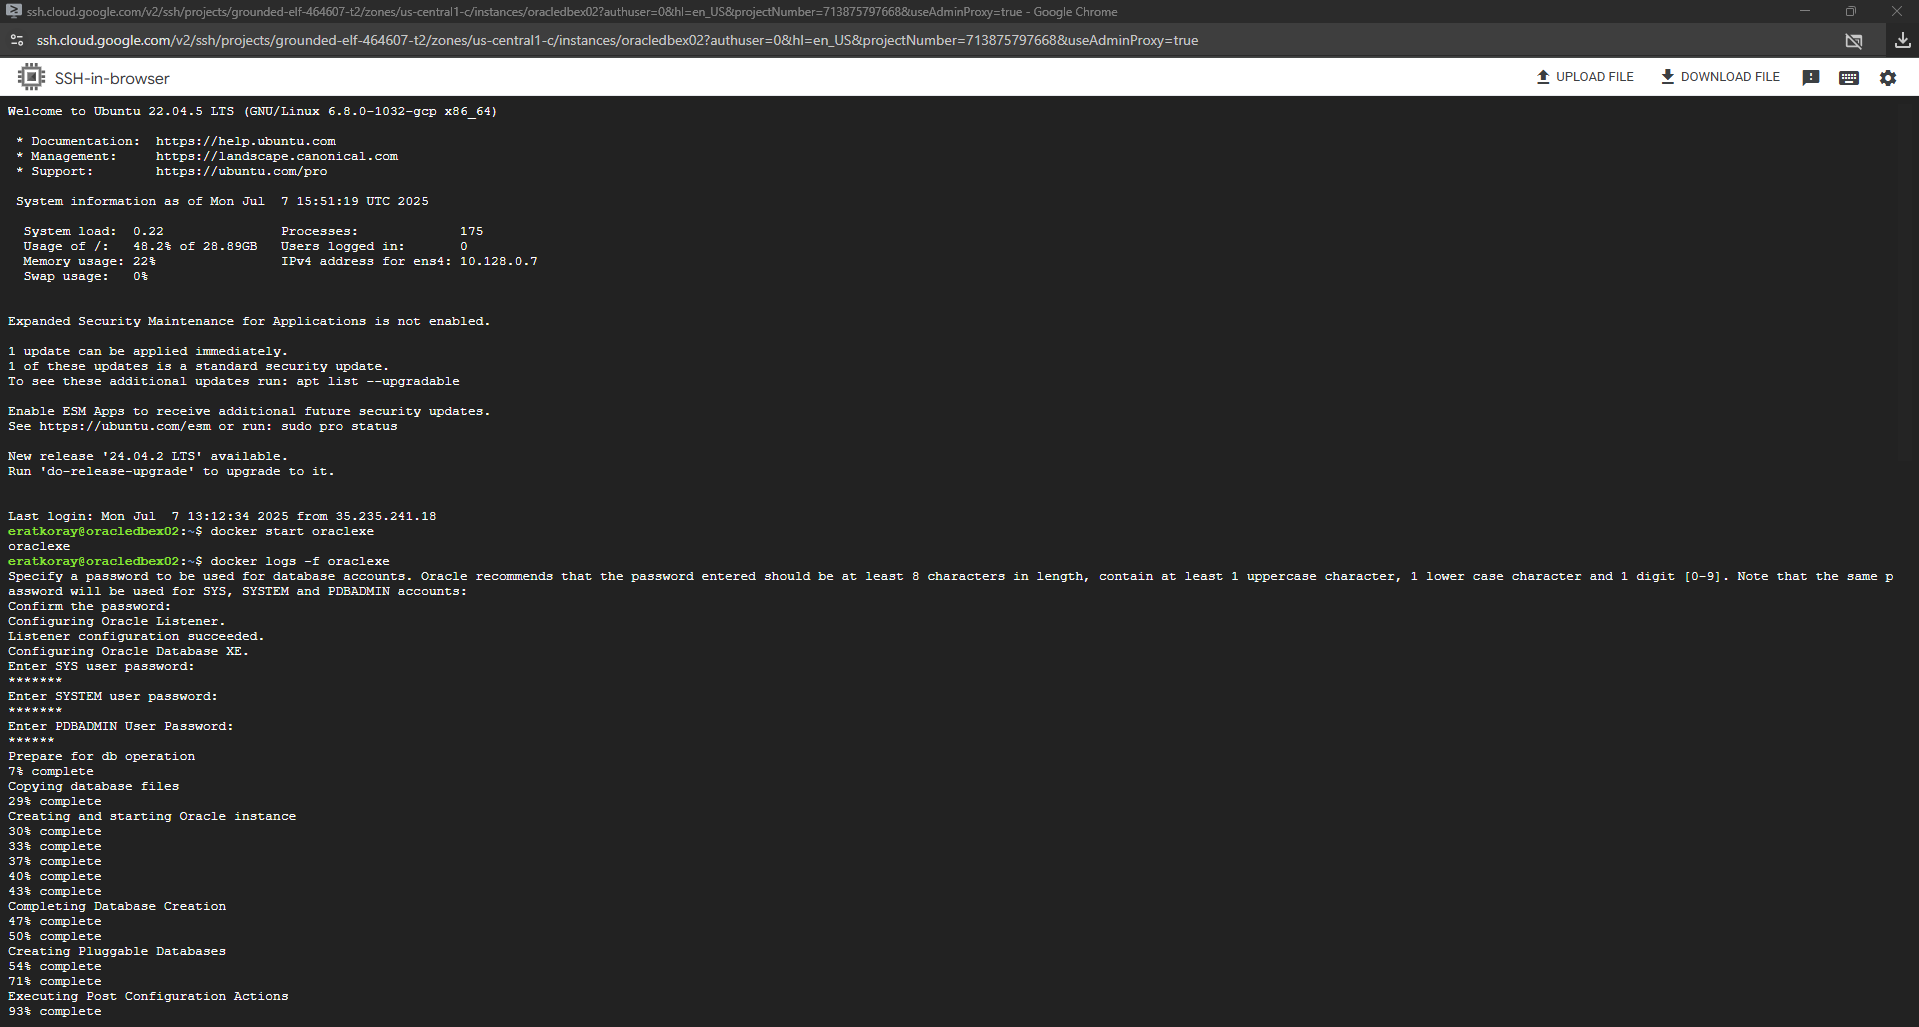 ssh.cloud.google.com/v2/ssh/projects/grounded-elf-464607-t2/zones/us-central1-c/instances/oracledbex02?authuser=0&hl=en_US&projectNumber=713875797668&useAdminProxy=true - Google Chrome
ssh.cloud.google.com/v2/ssh/projects/grounded-elf-464607-t2/zones/us-central1-c/instances/oracledbex02?authuser=0&hl=en_US&projectNumber=713875797668&useAdminProxy=true
SSH-in-browser UPLOAD FILE DOWNLOAD FILE
Welcome to Ubuntu 22.04.5 LTS (GNU/Linux 6.8.0-1032-gcp x86_64)
* Documentation:  https://help.ubuntu.com
* Management:     https://landscape.canonical.com
* Support:        https://ubuntu.com/pro
System information as of Mon Jul  7 15:51:19 UTC 2025
System load:  0.22               Processes:             175
Usage of /:   48.2% of 28.89GB   Users logged in:       0
Memory usage: 22%                IPv4 address for ens4: 10.128.0.7
Swap usage:   0%
Expanded Security Maintenance for Applications is not enabled.
1 update can be applied immediately.
1 of these updates is a standard security update.
To see these additional updates run: apt list --upgradable
Enable ESM Apps to receive additional future security updates.
See https://ubuntu.com/esm or run: sudo pro status
New release '24.04.2 LTS' available.
Run 'do-release-upgrade' to upgrade to it.
Last login: Mon Jul  7 13:12:34 2025 from 35.235.241.18
eratkoray@oracledbex02:~$ docker start oraclexe
oraclexe
eratkoray@oracledbex02:~$ docker logs -f oraclexe
Specify a password to be used for database accounts. Oracle recommends that the password entered should be at least 8 characters in length, contain at least 1 uppercase character, 1 lower case character and 1 digit [0-9]. Note that the same p
assword will be used for SYS, SYSTEM and PDBADMIN accounts:
Confirm the password:
Configuring Oracle Listener.
Listener configuration succeeded.
Configuring Oracle Database XE.
Enter SYS user password:
*******
Enter SYSTEM user password:
*******
Enter PDBADMIN User Password:
******
Prepare for db operation
7% complete
Copying database files
29% complete
Creating and starting Oracle instance
30% complete
33% complete
37% complete
40% complete
43% complete
Completing Database Creation
47% complete
50% complete
Creating Pluggable Databases
54% complete
71% complete
Executing Post Configuration Actions
93% complete